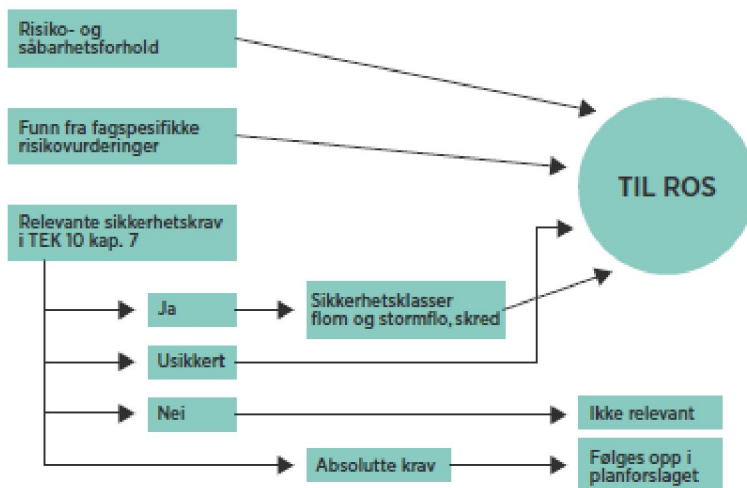 Risiko- og
såbarhetsforhold
Funn fra fagspesifikke
risikovurderinger
TIL ROS
Relevante sikkerhetskrav
i TEK 10 kap. 7
Ja
Sikkerhetsklasser
flom og stormflo, skred
Usikkert
Nei
Ikke relevant
Absolutte krav
Følges opp i
planforslaget